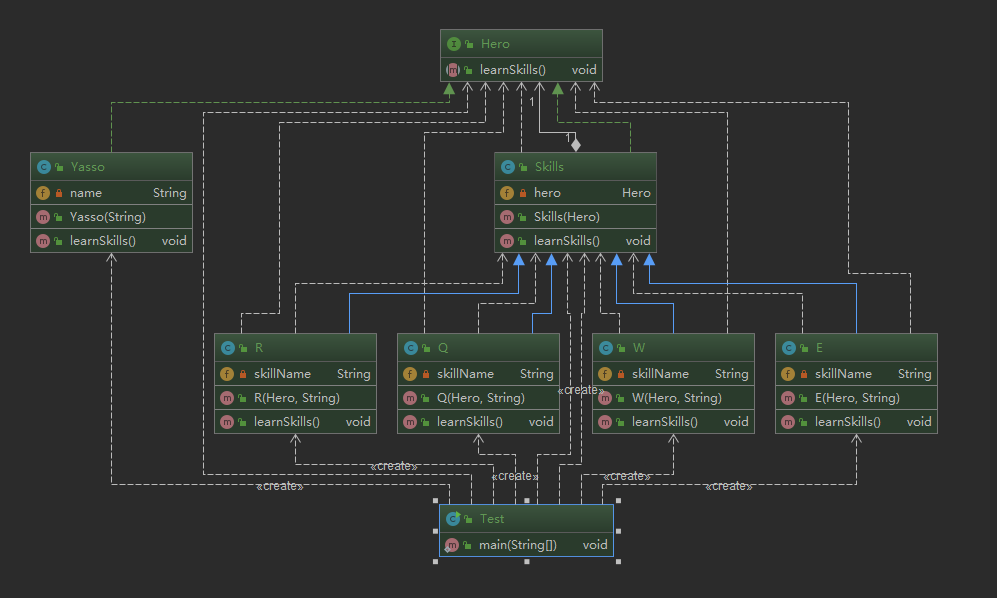 Hero
learnSkills() void
1
1
Yasso
name String
Yasso(String)
learnSkills() void
Skills
hero Hero
Skills(Hero)
learnSkills() void
R
skillName String
R(Hero, String)
learnSkills() void
Q
skillName String
Q(Hero, String)
learnSkills() void
«create»
W
skillName String
W(Hero, String)
learnSkills() void
E
skillName String
E(Hero, String)
learnSkills() void
«create»
«create»
«create»
«create»
«create»
Test
main(String[]) void